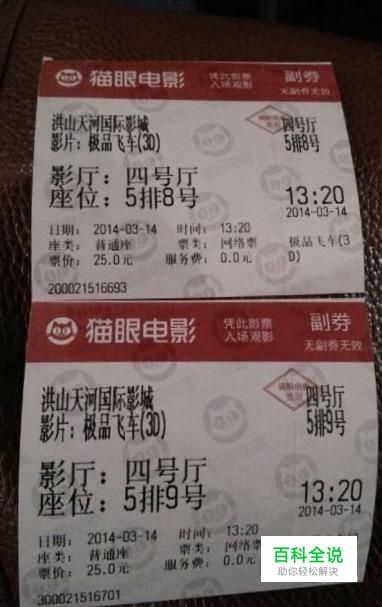 猫眼电影 凭此影票 副券
入场观影 无副券无效
洪山天河国际影城 四号厅
影片:极品飞车(3D) 5排8号
影厅:四号厅
座位:5排8号 13:20
2014-03-14
日期: 2014-03-14 时间: 13:20
座类: 普通座 票类: 网络票 极品飞车(3
票价: 25.0元 服务费: 0.0元 D)
200021516693
猫眼电影 凭此影票 副券
入场观影 无副券无效
洪山天河国际影城 猫眼电影 四号厅
影片:极品飞车(3D) 5排9号
影厅:四号厅
座位:5排9号 13:20
2014-03-14
日期: 2014-03-14 时间: 13:20
座类: 普通座 票类: 网络
票价: 25.0元 服务费
300021516701
百科全说
助你轻松解决